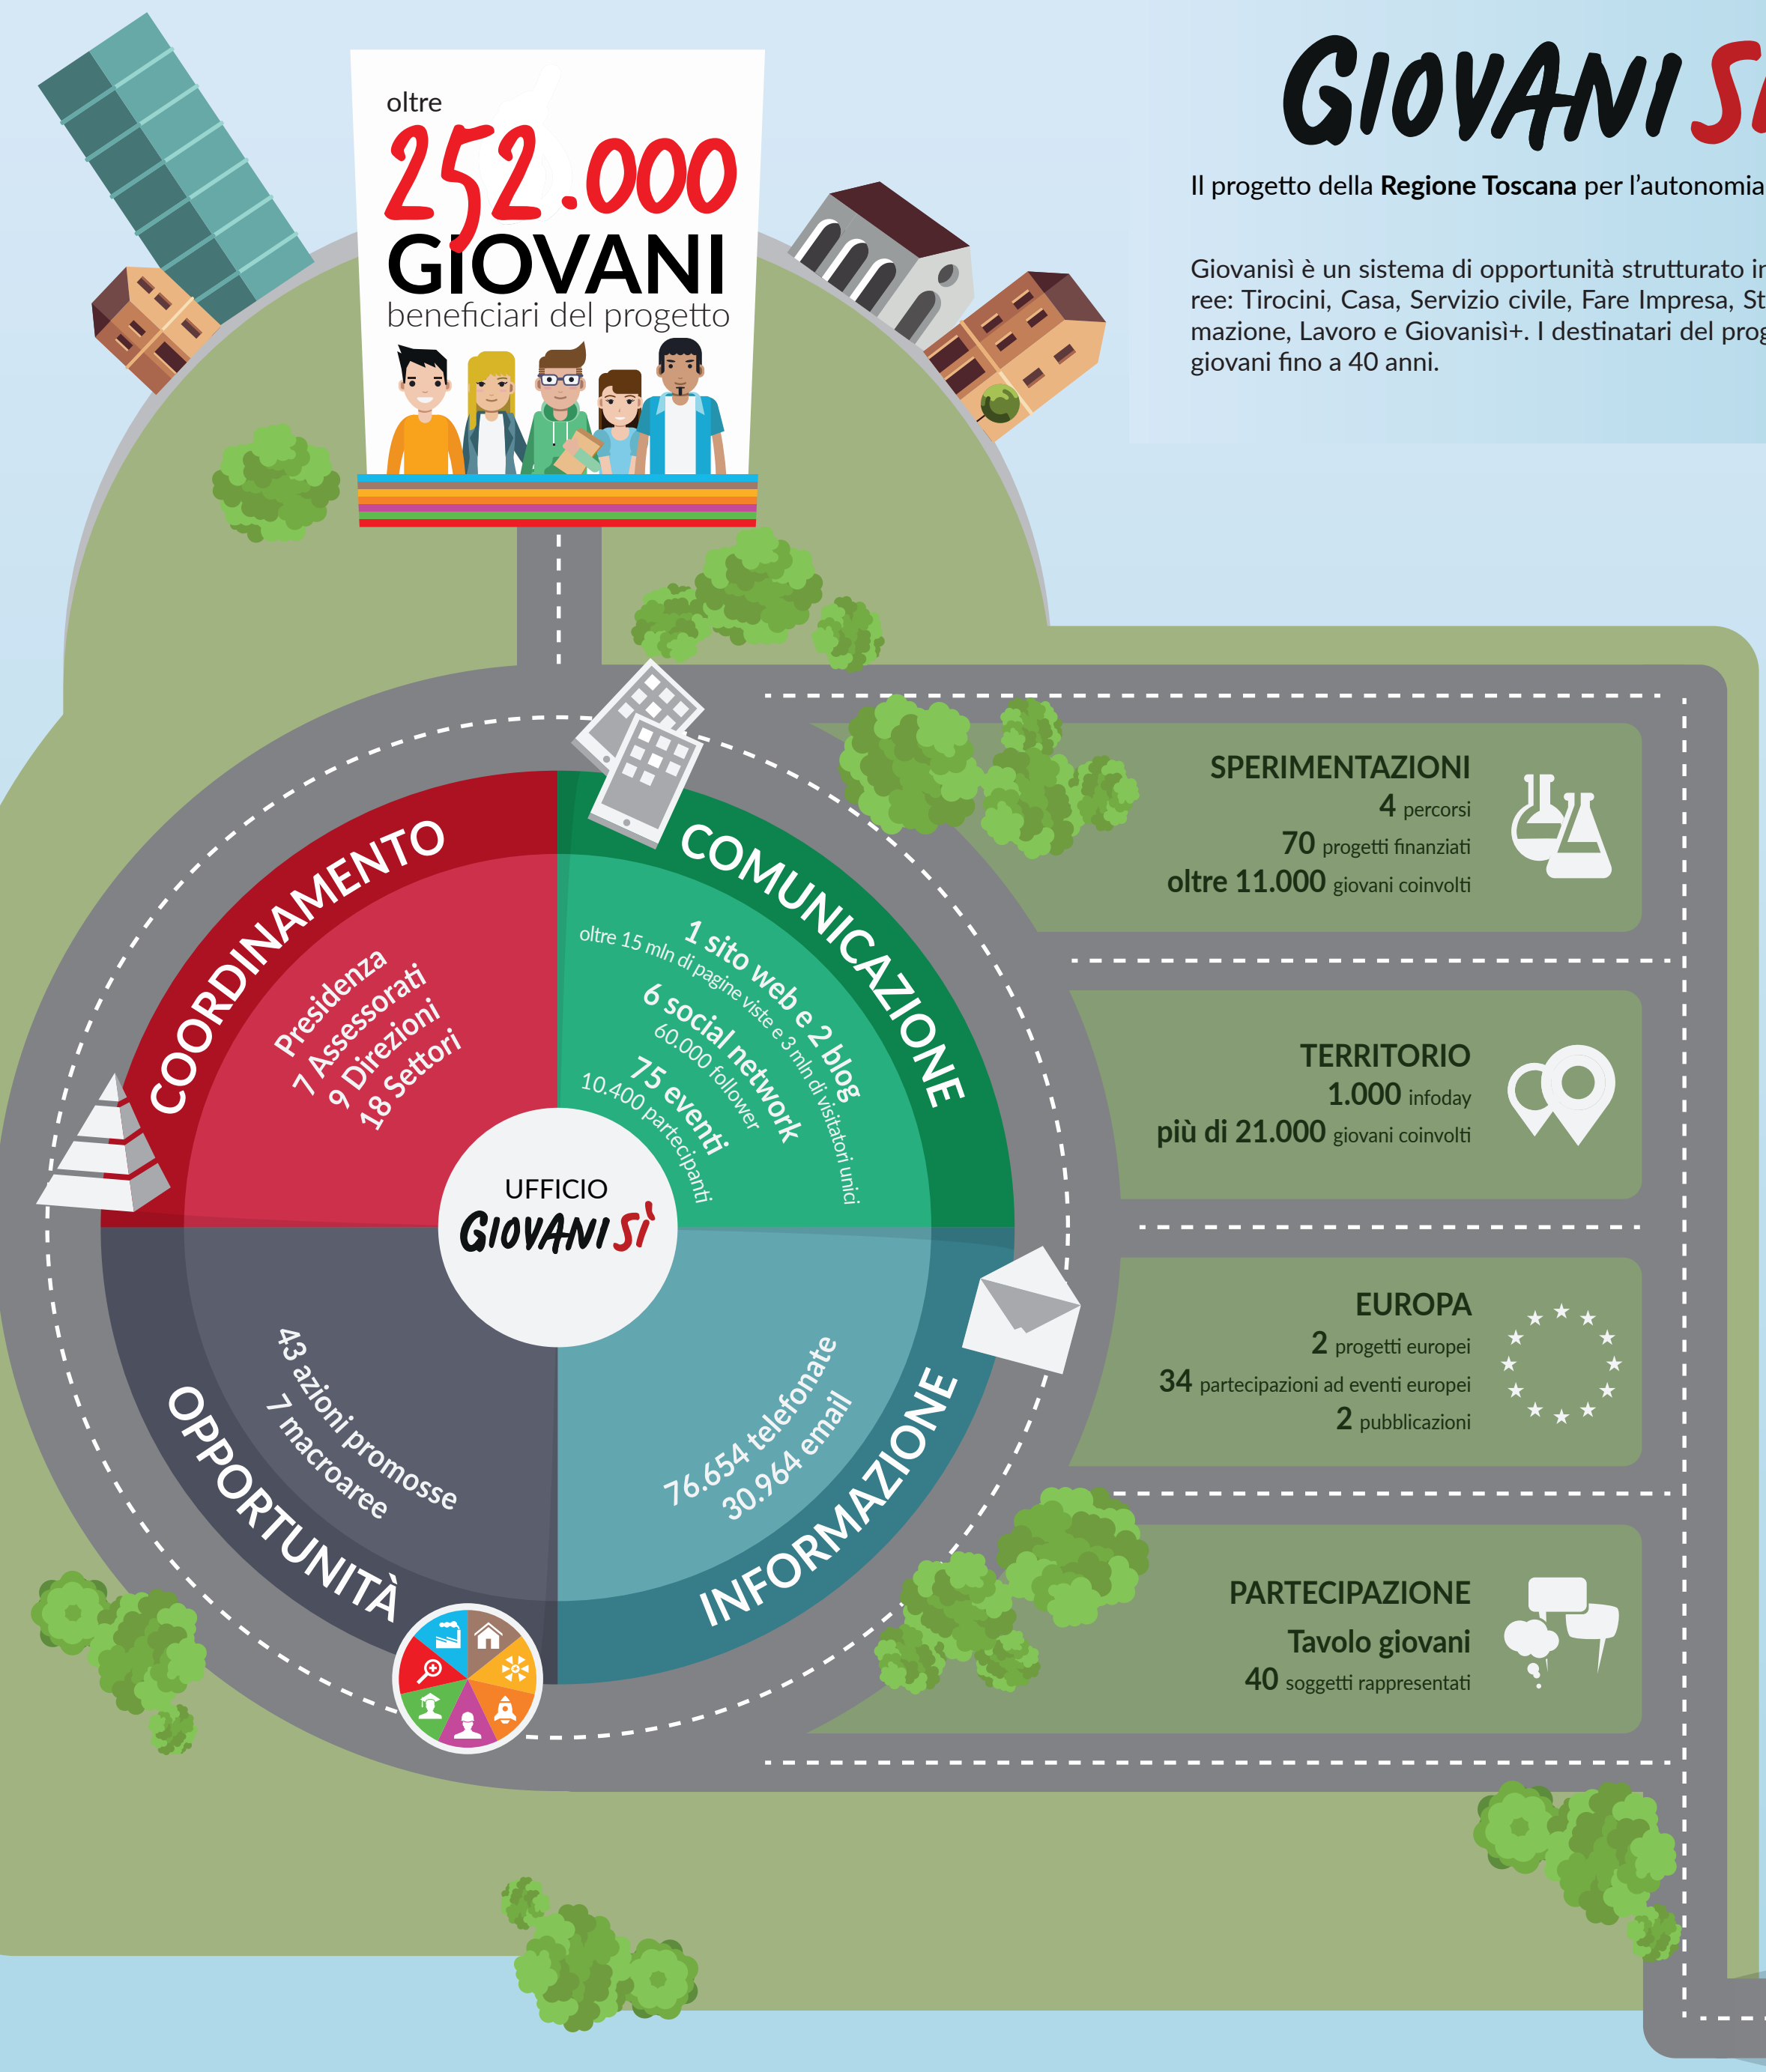 oltre
252.000
GIOVANI
beneficiari del progetto
GIOVANI SÌ
Il progetto della Regione Toscana per l'autonomia
Giovanisì è un sistema di opportunità strutturato in
ree: Tirocini, Casa, Servizio civile, Fare Impresa, St
mazione, Lavoro e Giovanisì+. I destinatari del prog
giovani fino a 40 anni.
COORDINAMENTO
Presidenza
7 Assessorati
9 Direzioni
18 Settori
COMUNICAZIONE
1 sito web e 2 blog
oltre 15 mln di pagine viste e 3 mln di visitatori unici
6 social network
60.000 follower
75 eventi
10.400 partecipanti
UFFICIO
GIOVANI SÌ
OPPORTUNITÀ
43 azioni promosse
7 macroaree
INFORMAZIONE
76.654 telefonate
30.964 email
SPERIMENTAZIONI
4 percorsi
70 progetti finanziati
oltre 11.000 giovani coinvolti
TERRITORIO
1.000 infoday
più di 21.000 giovani coinvolti
EUROPA
2 progetti europei
34 partecipazioni ad eventi europei
2 pubblicazioni
PARTECIPAZIONE
Tavolo giovani
40 soggetti rappresentati